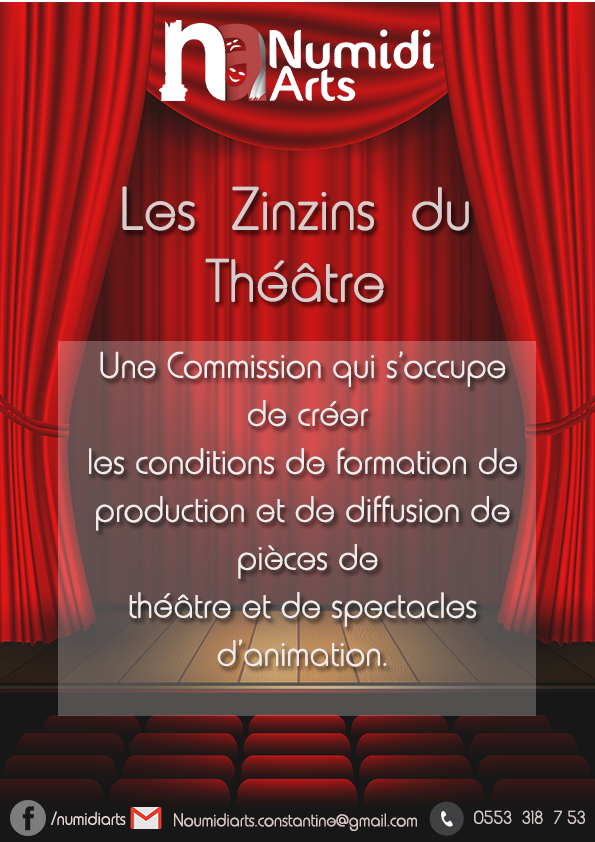 na Numidi
Arts
Les Zinzins du
Théâtre
Une Commission qui s'occupe
de créer
les conditions de formation de
production et de diffusion de
pièces de
théâtre et de spectacles
d'animation.
/numidiarts Noumidiarts.constantine@gmail.com 0553 318 7 53